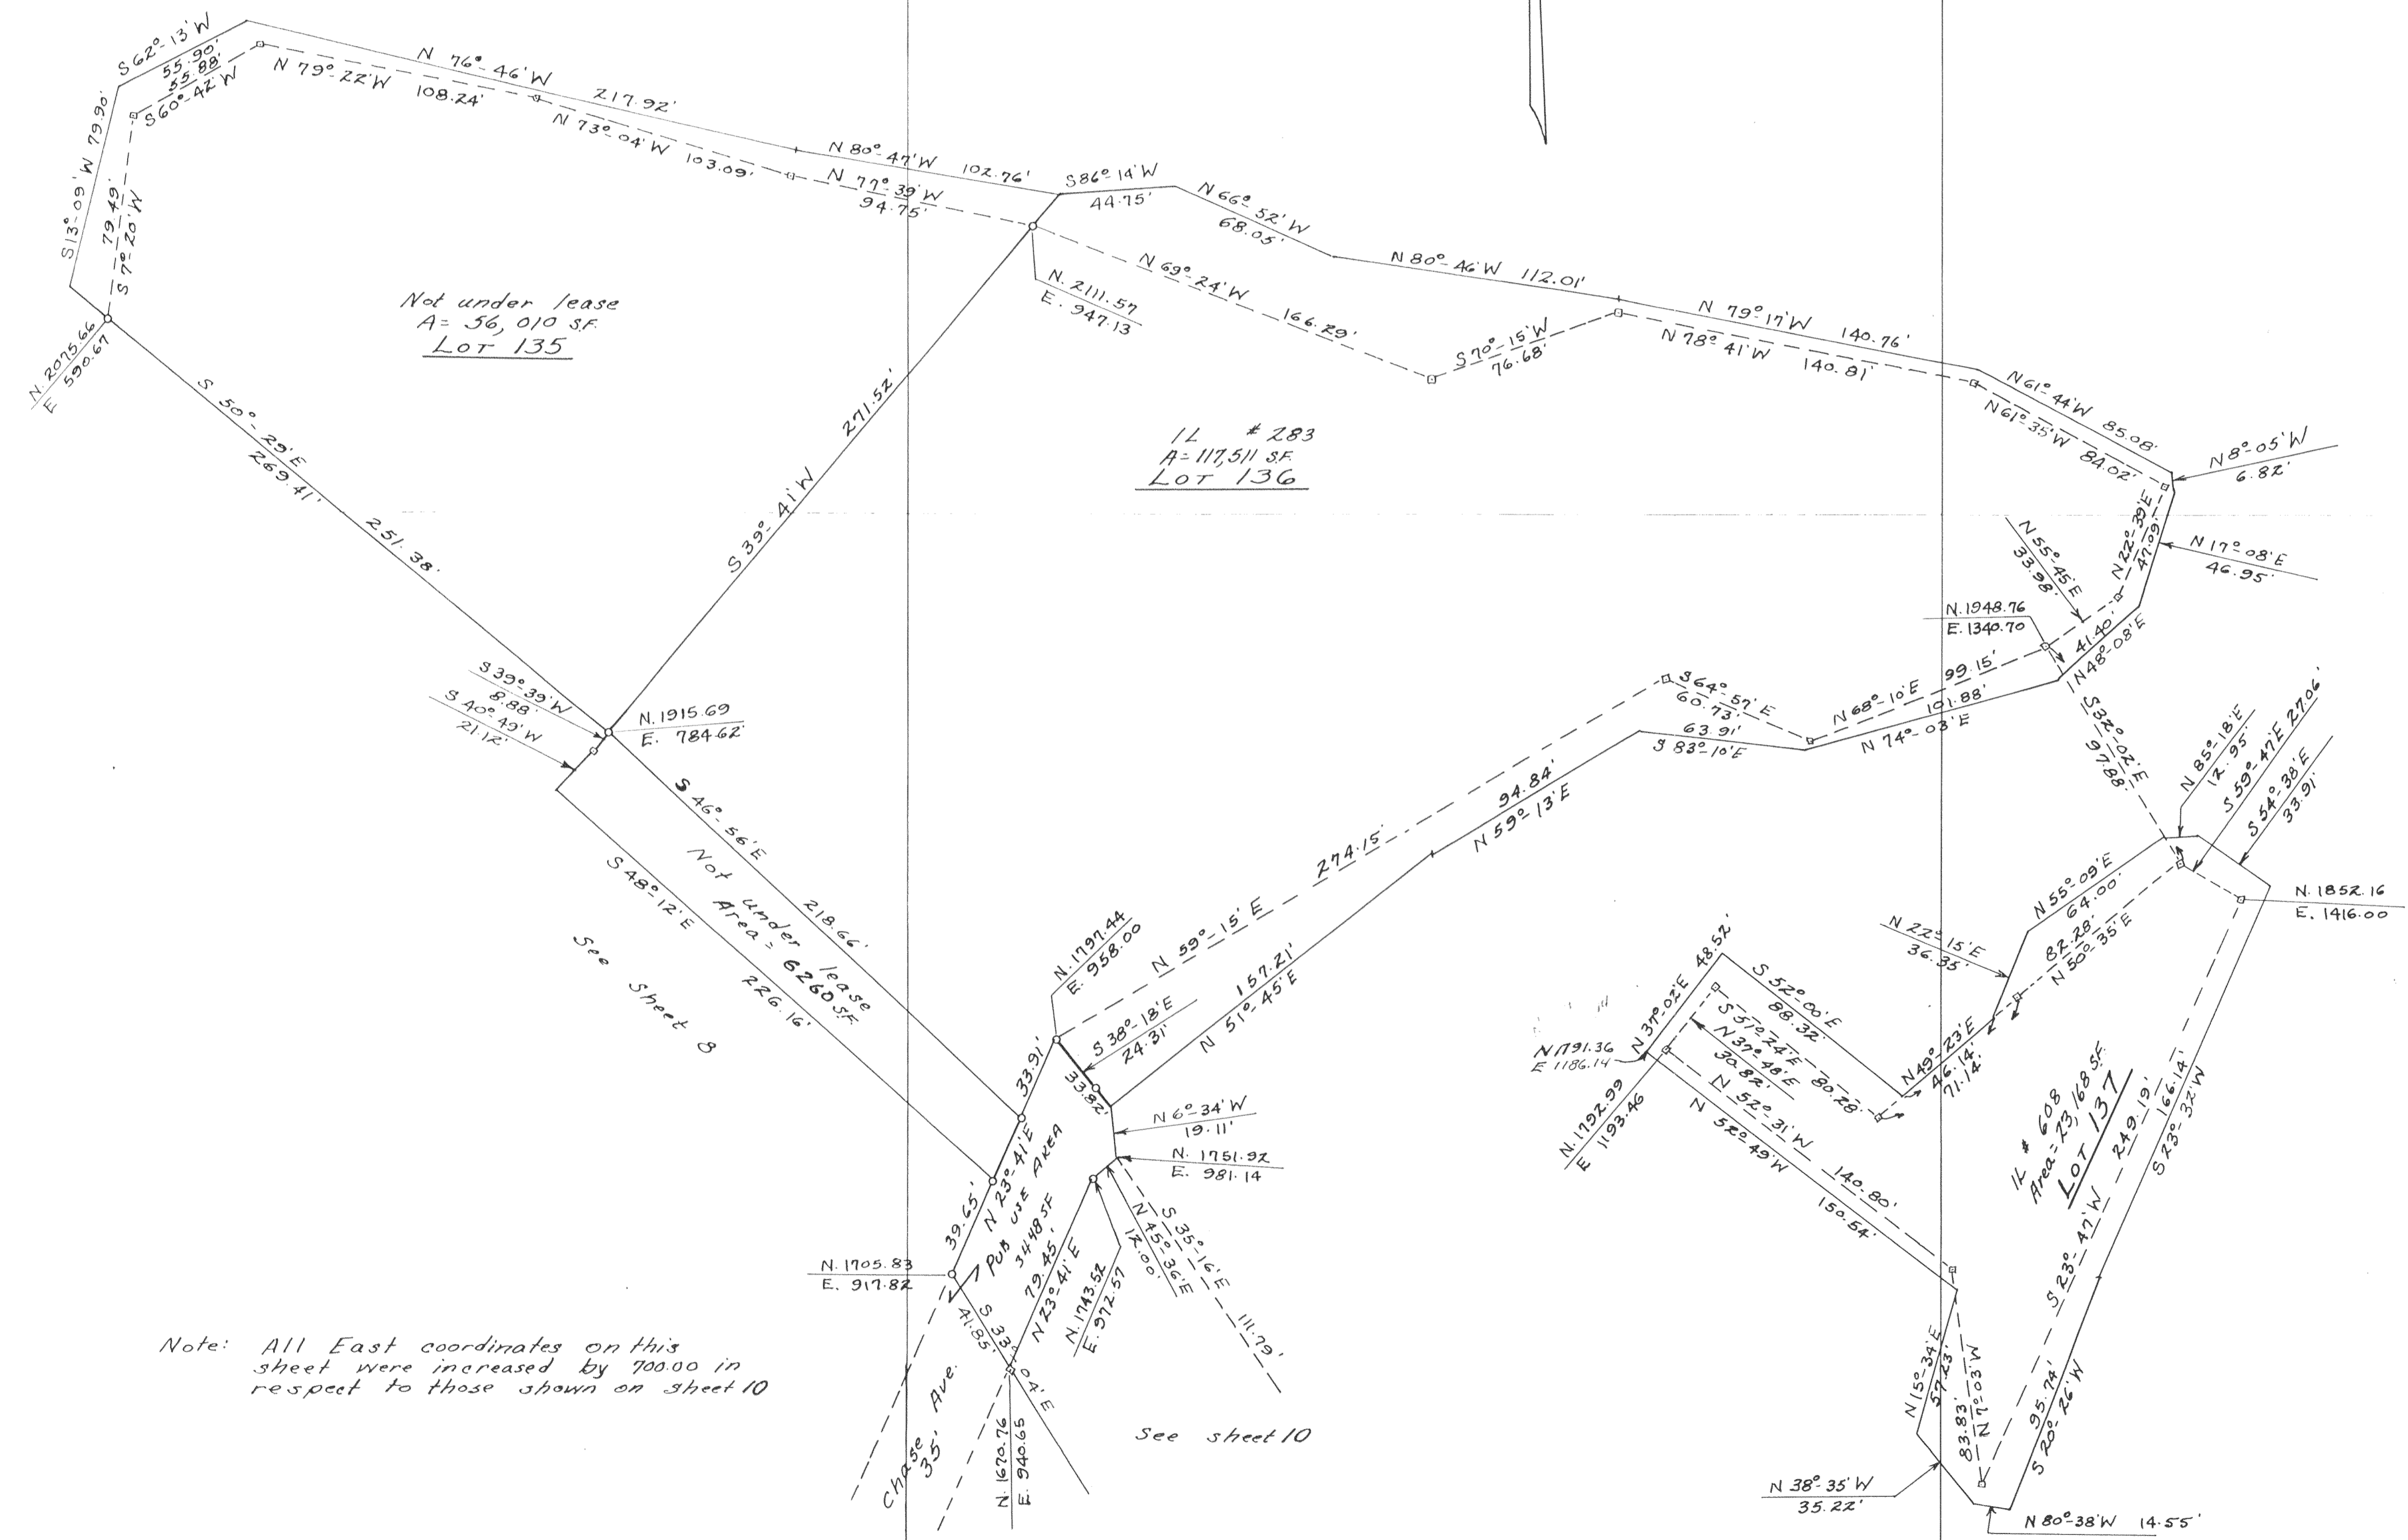 S 62°-13' W
55.90'
55.88'
S 60°-42' W
N 76°-46' W
217.92'
N 79°-22' W 108.24'
N 73°-04' W 103.09'
N 80°-47' W 102.76'
N 77°-39' W
94.75'
S 86°-14' W
44.75'
N 66°-52' W
68.05'
N 80°-46' W 112.01'
N 79°-17' W 140.76'
N 78°-41' W 140.81'
N 69°-24' W 166.29'
S 70°-15' W
76.68'
N 61°-44' W 85.08'
N 61°-35' W 84.02'
N 8°-05' W
6.82'
S 13°-09' W 79.90'
79.49'
S 7°-20' W
N. 2075.66
E 590.67
Not under lease
A= 56,010 S.F.
LOT 135
N. 2111.57
E. 947.13
IL # 283
A= 117,511 S.F.
LOT 136
271.52'
S 39°-41' W
S 50°-29' E
269.41'
251.38'
N 22°-39' E
47.09'
N 17°-08' E
46.95'
N 55°-45' E
33.98'
N. 1948.76
E. 1340.70
41.40'
N 48°-08' E
S 39°-39' W
8.88'
S 40°-49' W
21.12'
N. 1915.69
E. 784.62'
S 46°-56' E
218.66'
Not under lease
Area = 6260 S.F.
S 48°-12' E
226.16'
See Sheet 8
S 64°-57' E
60.73'
63.91'
S 83°-10' E
N 68°-10' E 99.15'
101.88'
N 74°-03' E
94.84'
N 59°-13' E
N 59°-15' E 274.15'
157.21'
N 51°-45' E
S 32°-02' E
97.88'
N 85°-18' E
12.95'
S 59°-47' E 27.06'
S 54°-38' E
33.91'
N. 1852.16
E. 1416.00
N 55°-09' E
64.00'
82.28'
N 50°-35' E
N 22°-15' E
36.35'
N. 1797.44
E. 958.00
S 38°-18' E
24.31'
33.91'
33.82'
N 6°-34' W
19.11'
N. 1751.92
E. 981.14
N 23°-41' E
39.65'
PUB USE AREA
3448 SF
79.45'
N 23°-41' E
N 45°-36' E
12.00'
S 35°-16' E
111.79'
N. 1743.52
E. 972.57
N. 1705.83
E. 917.82
S 33°-04' E
41.85'
Chase Ave.
35'
N. 1670.76
E. 940.65
N 37°-02' E 48.52'
N 1791.36
E 1186.14
N. 1792.99
E 1193.46
S 52°-00' E
88.32'
S 51°-24' E 80.28'
N 37°-48' E
30.82'
N 52°-31' W 140.80'
N 52°-49' W 150.54'
N 49°-23' E
46.14'
71.14'
IL # 608
Area = 23,168 S.F.
LOT 137
S 23°-47' W 249.19'
166.14'
S 23°-32' W
N 15°-34' E
57.23'
83.83'
N 7°-03' W
95.74'
S 20°-26' W
N 38°-35' W
35.22'
N 80°-38' W 14.55'
Note: All East coordinates on this
sheet were increased by 700.00 in
respect to those shown on sheet 10
See sheet 10